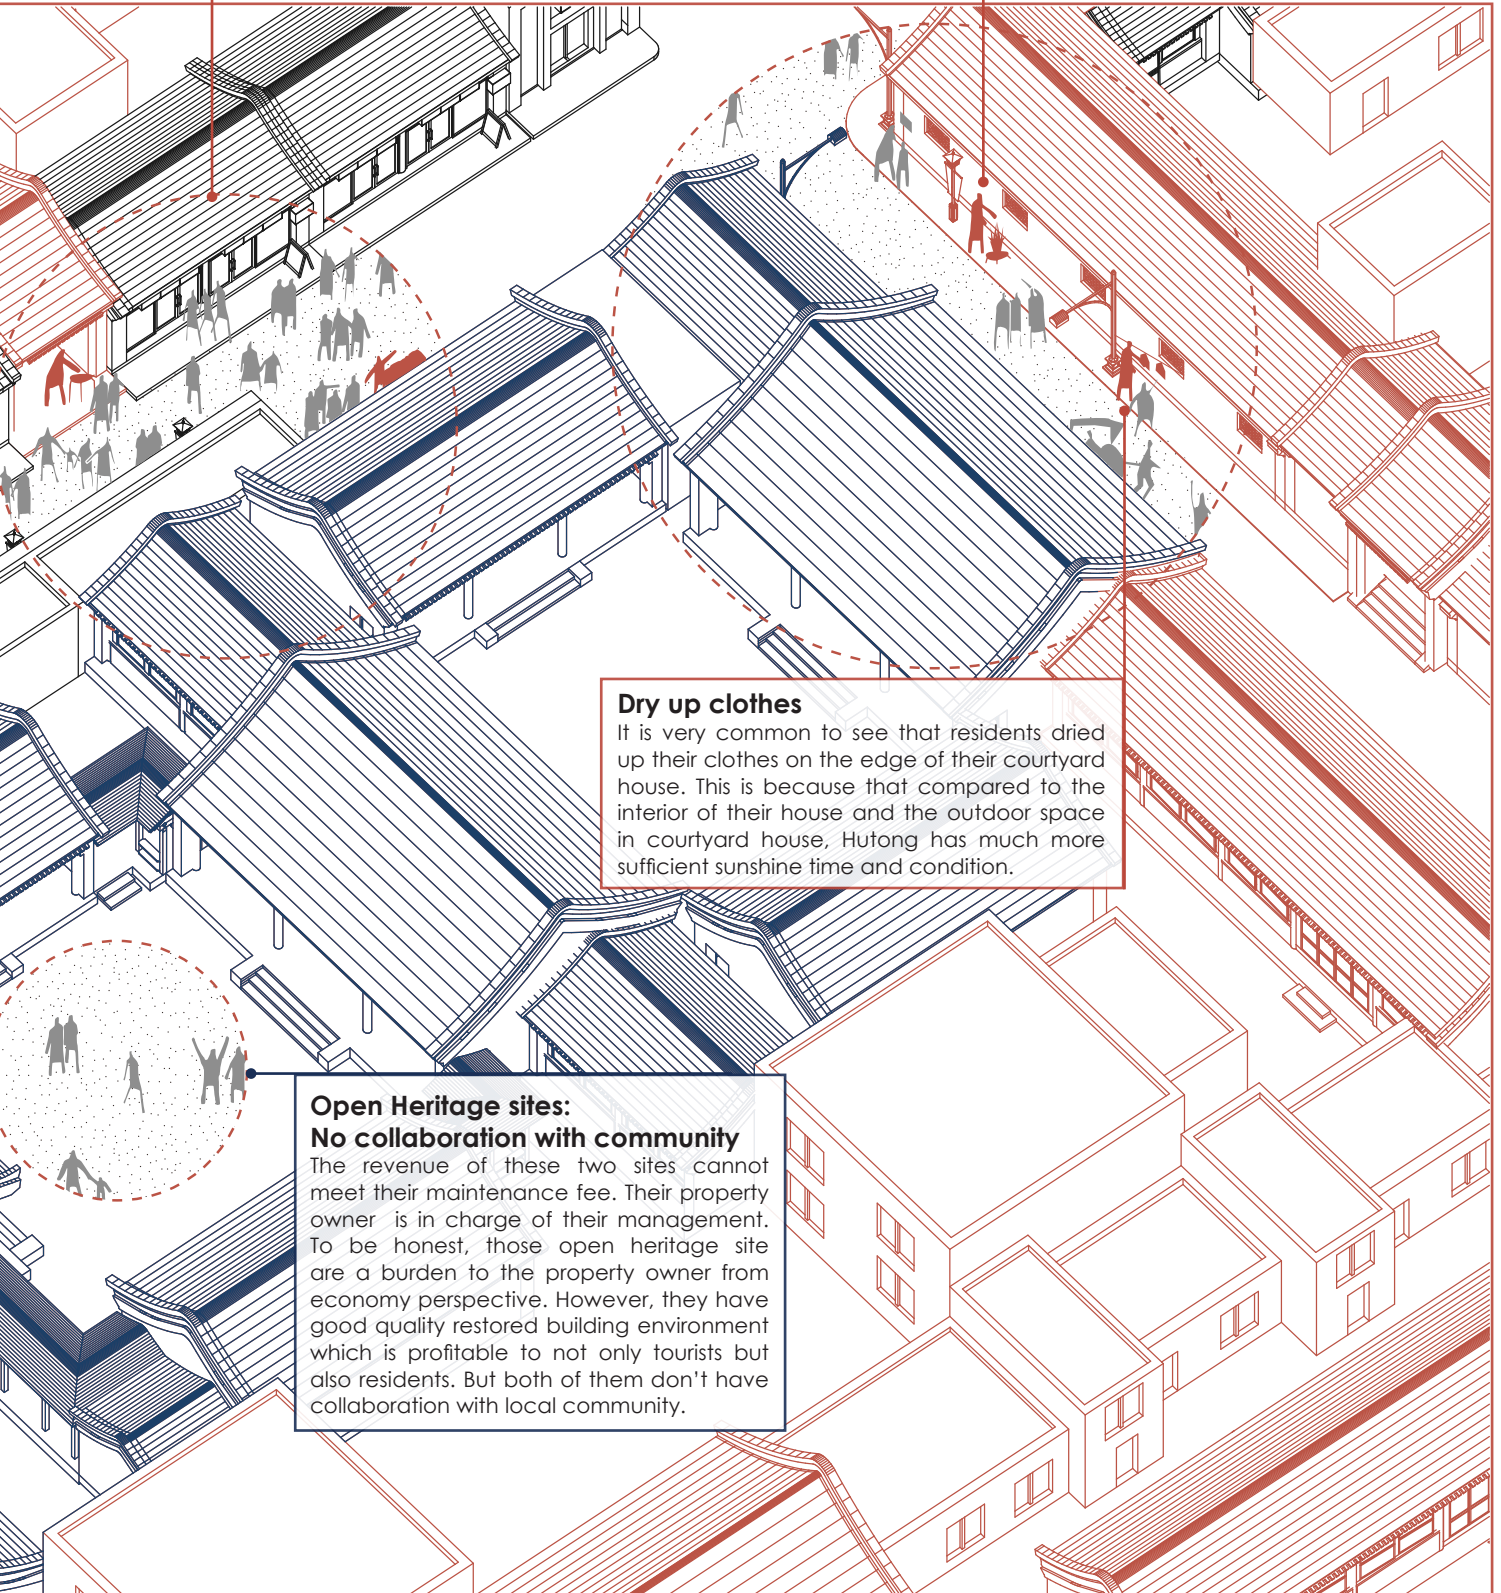 Dry up clothes
It is very common to see that residents dried
up their clothes on the edge of their courtyard
house. This is because that compared to the
interior of their house and the outdoor space
in courtyard house, Hutong has much more
sufficient sunshine time and condition.
Open Heritage sites:
No collaboration with community
The revenue of these two sites cannot
meet their maintenance fee. Their property
owner is in charge of their management.
To be honest, those open heritage site
are a burden to the property owner from
economy perspective. However, they have
good quality restored building environment
which is profitable to not only tourists but
also residents. But both of them don't have
collaboration with local community.